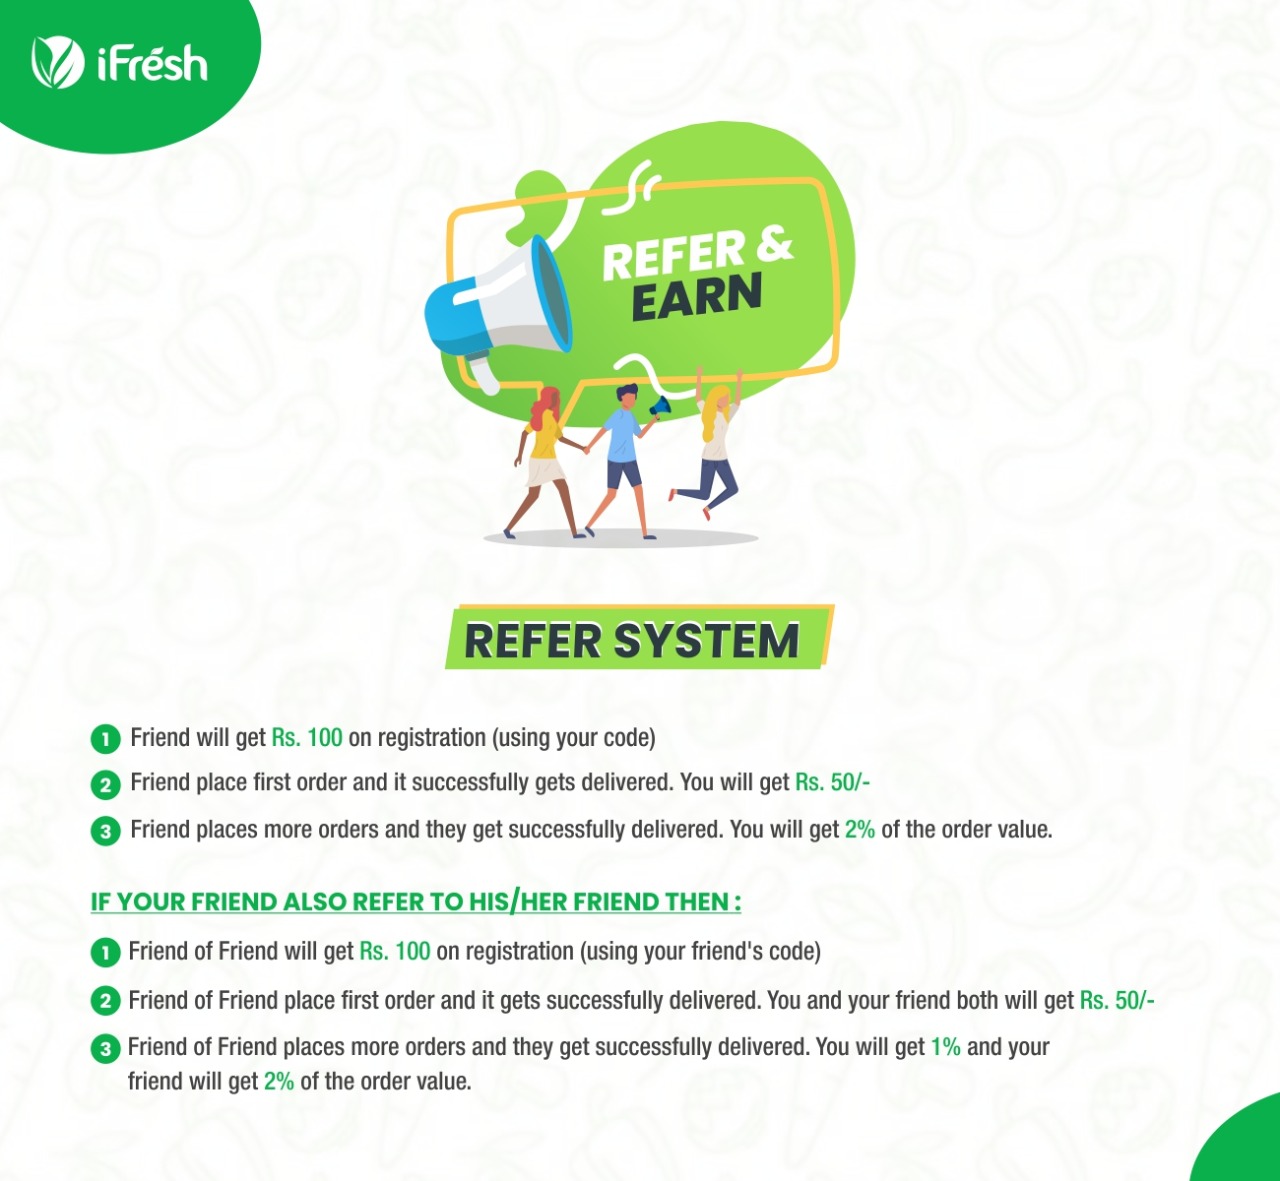 iFrésh
REFER &
EARN
REFER SYSTEM
1 Friend will get Rs. 100 on registration (using your code)
2 Friend place first order and it successfully gets delivered. You will get Rs. 50/-
3 Friend places more orders and they get successfully delivered. You will get 2% of the order value.
IF YOUR FRIEND ALSO REFER TO HIS/HER FRIEND THEN :
1 Friend of Friend will get Rs. 100 on registration (using your friend's code)
2 Friend of Friend place first order and it gets successfully delivered. You and your friend both will get Rs. 50/-
3 Friend of Friend places more orders and they get successfully delivered. You will get 1% and your
friend will get 2% of the order value.